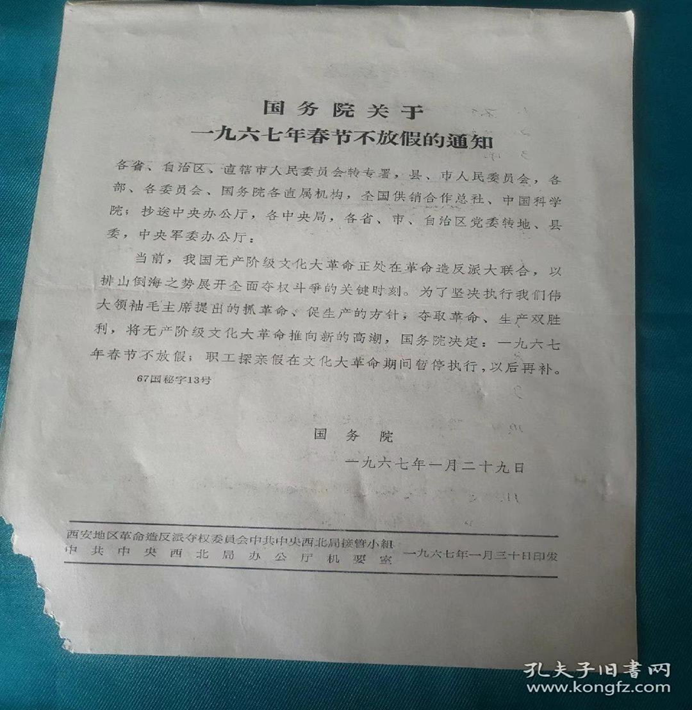 国务院关于
一九六七年春节不放假的通知
各省、自治区、直辖市人民委员会转专署，县、市人民委员会，各
部、各委员会、国务院各直属机构，全国供销合作总社、中国科学
院；抄送中央办公厅，各中央局，各省、市、自治区党委转地、县
委，中央军委办公厅：
当前，我国无产阶级文化大革命正处在革命造反派大联合，以
排山倒海之势展开全面夺权斗爭的关键时刻。为了坚决执行我们伟
大领袖毛主席提出的抓革命、促生产的方针，夺取革命、生产双胜
利，将无产阶级文化大革命推向新的高潮，国务院决定：一九六七
年春节不放假；职工探亲假在文化大革命期间暂停执行，以后再补。
67国秘字13号
国务院
一九六七年一月二十九日
西安地区革命造反派夺权委员会中共中央西北局接管小組
中共中央西北局办公厅机要室
一九六七年一月三十日印发
孔夫子旧书网
www.kongfz.com